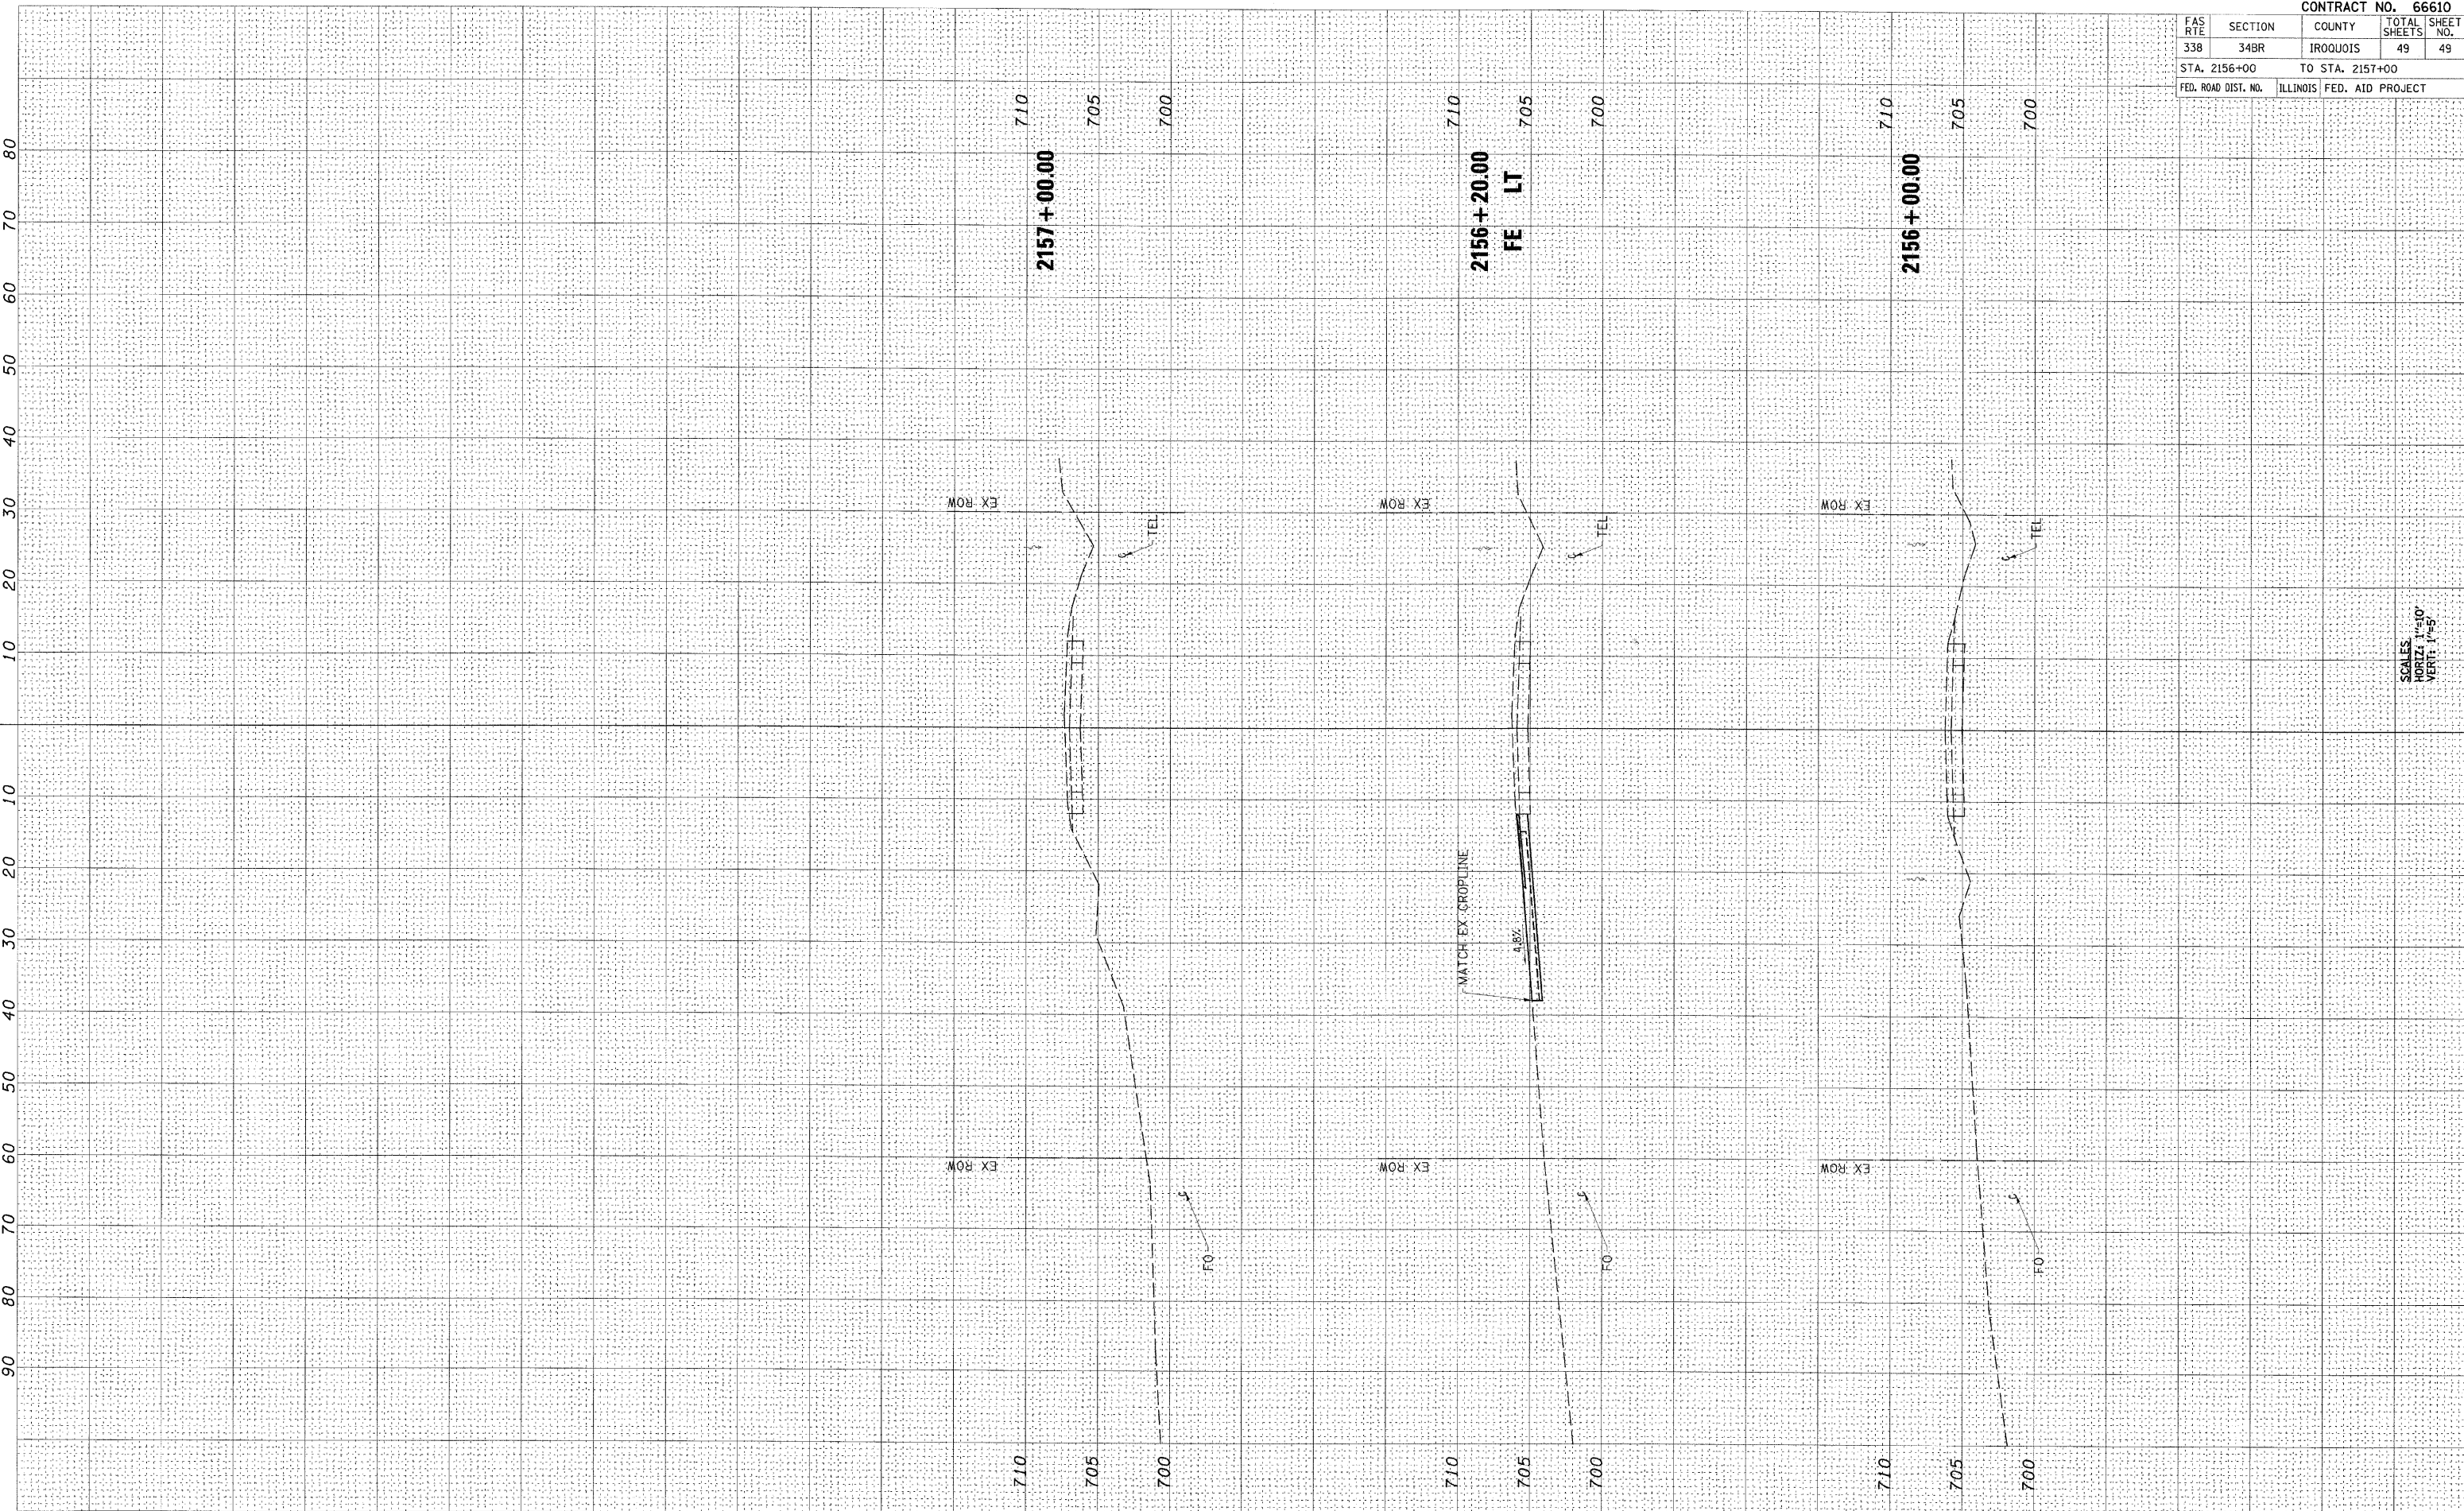 CONTRACT NO. 66610
FAS RTE SECTION COUNTY TOTAL SHEETS SHEET NO.
338 34BR IROQUOIS 49 49
STA. 2156+00 TO STA. 2157+00
FED. ROAD DIST. NO. ILLINOIS FED. AID PROJECT
80 70 60 50 40 30 20 10 10 20 30 40 50 60 70 80 90
710 705 700
2157+00.00
EX ROW
TEL
EX ROW
FO
710 705 700
710 705 700
2156+20.00
FE LT
EX ROW
TEL
MATCH EX CROPLINE
4.8%
EX ROW
FO
710 705 700
710 705 700
2156+00.00
EX ROW
TEL
EX ROW
FO
710 705 700
SCALES
HORIZ: 1"=10'
VERT: 1"=5'